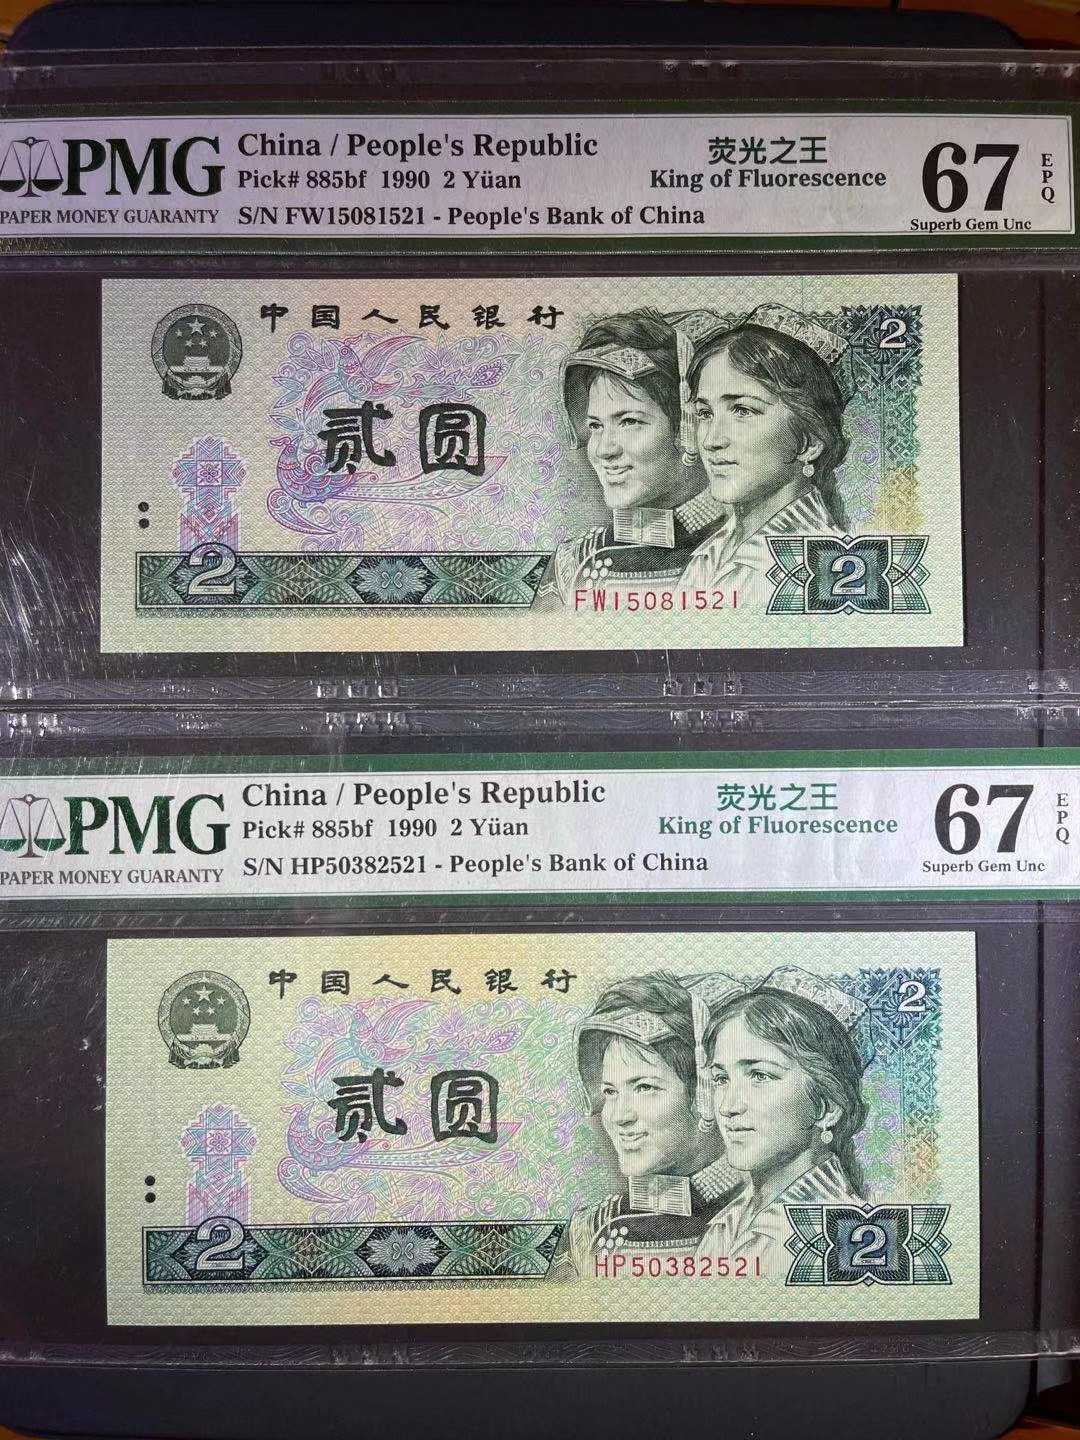 PMG
PAPER MONEY GUARANTY
China / People's Republic
Pick# 885bf 1990 2 Yüan
S/N FW15081521 - People's Bank of China
荧光之王
King of Fluorescence
67
EPQ
Superb Gem Unc
中国人民银行
2
贰圆
2
FW15081521
2
PMG
PAPER MONEY GUARANTY
China / People's Republic
Pick# 885bf 1990 2 Yüan
S/N HP50382521 - People's Bank of China
荧光之王
King of Fluorescence
67
EPQ
Superb Gem Unc
中国人民银行
2
贰圆
2
HP50382521
2